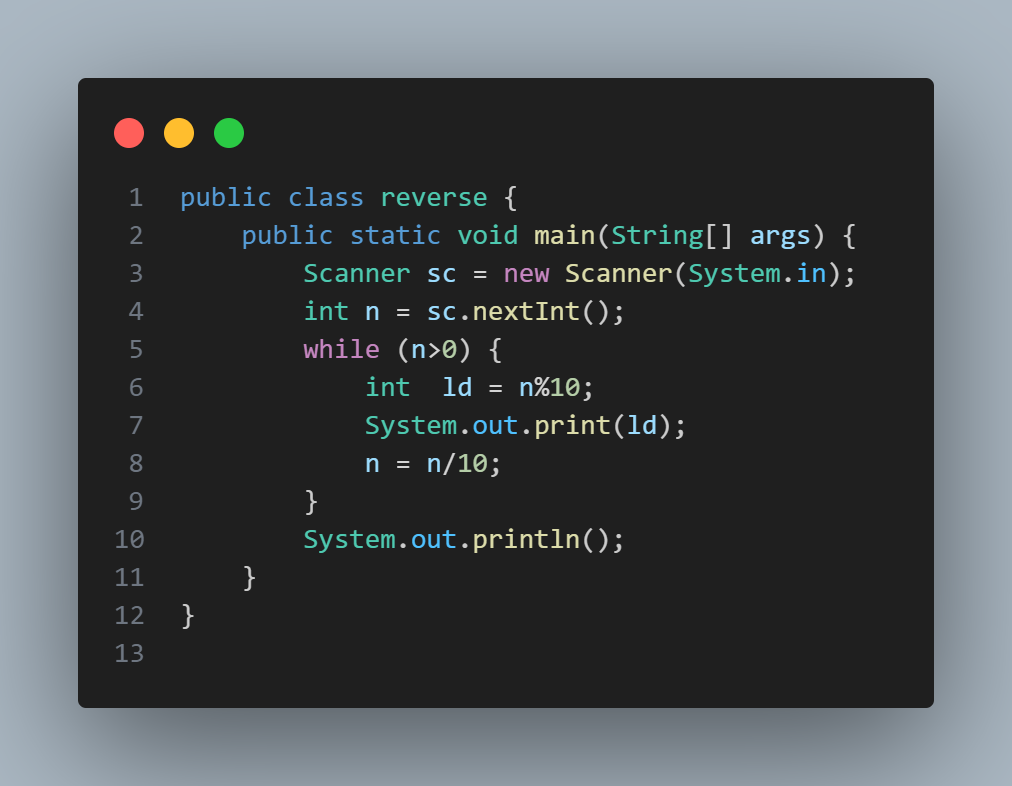 1 public class reverse {
2     public static void main(String[] args) {
3         Scanner sc = new Scanner(System.in);
4         int n = sc.nextInt();
5         while (n>0) {
6             int  ld = n%10;
7             System.out.print(ld);
8             n = n/10;
9         }
10         System.out.println();
11     }
12 }
13